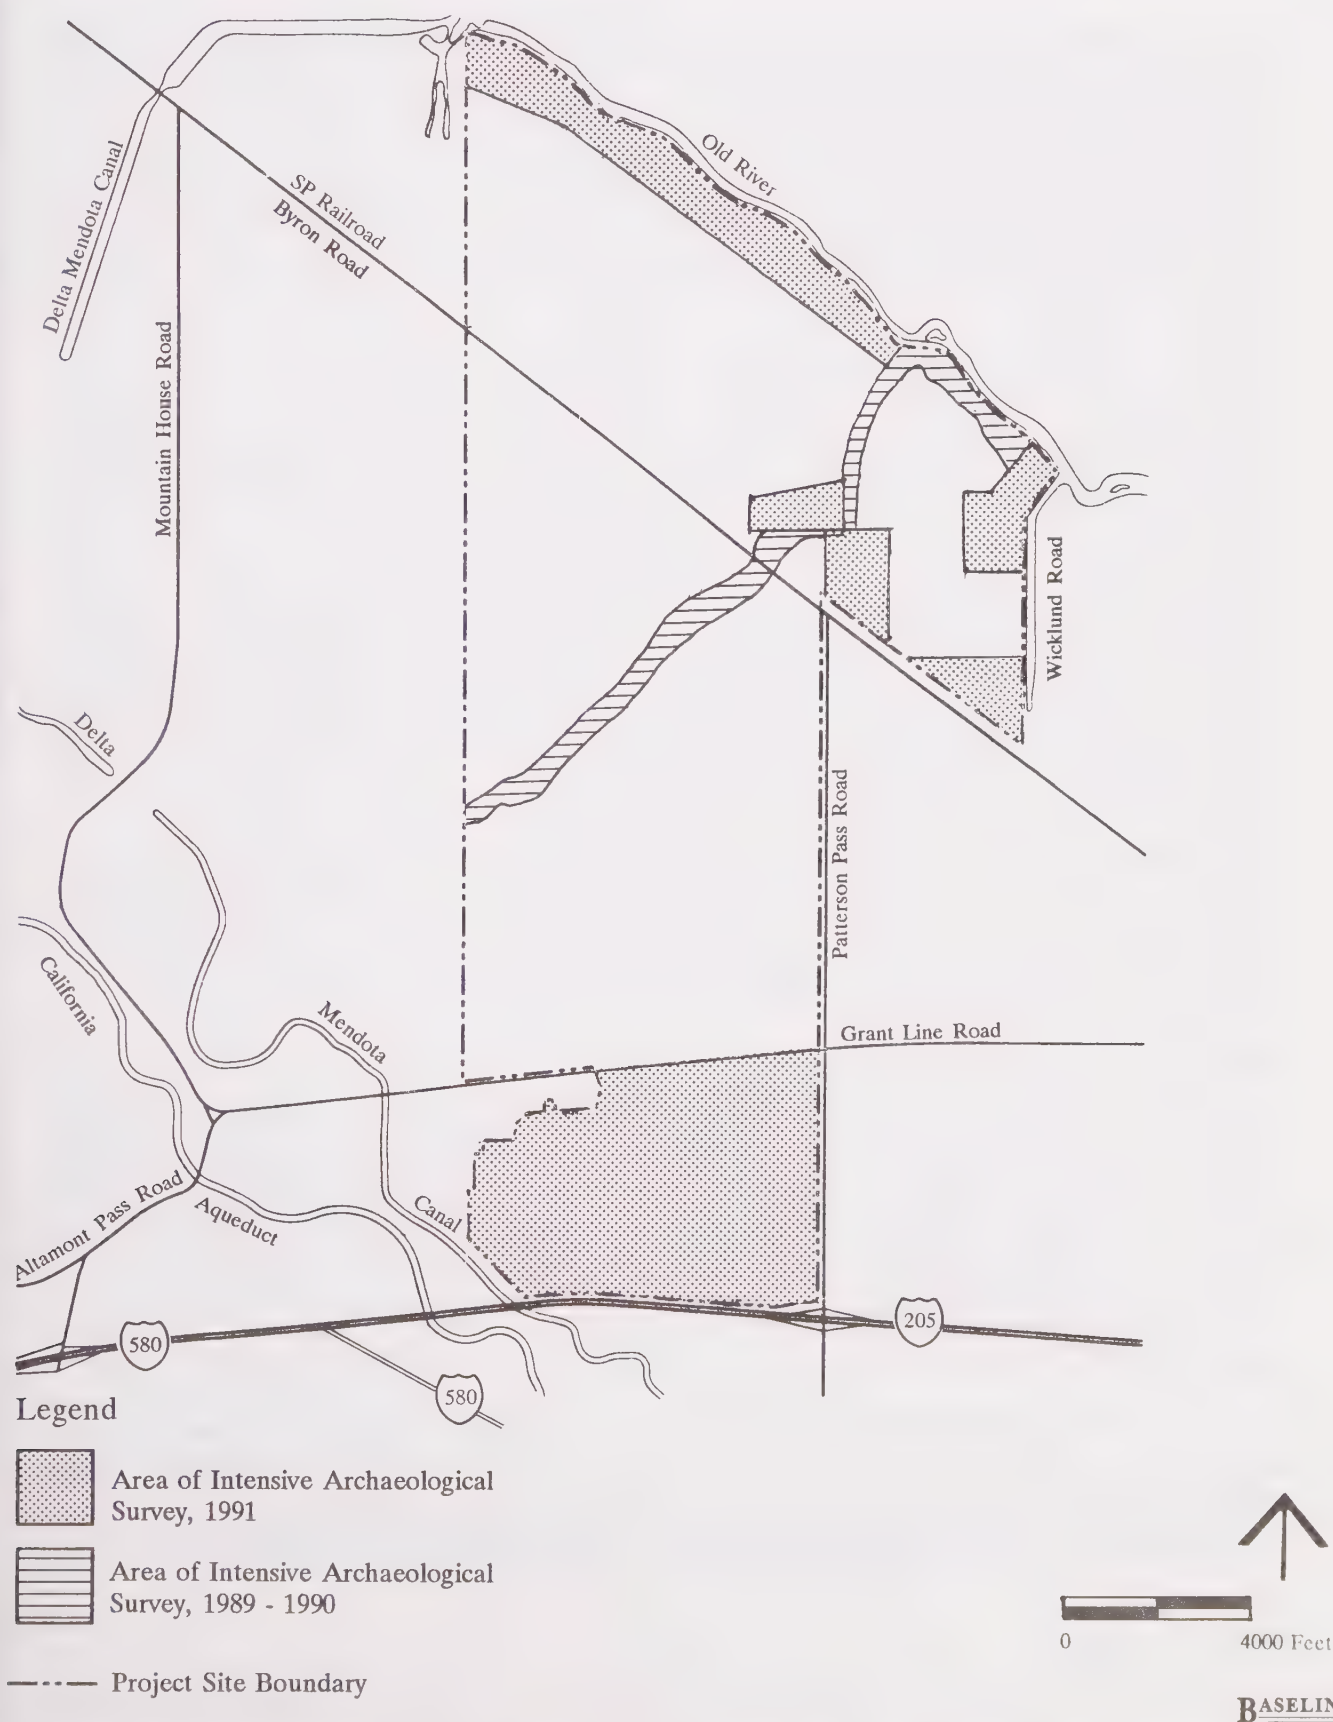 Old River
SP Railroad
Byron Road
Delta Mendota Canal
Mountain House Road
Wicklund Road
Delta
Patterson Pass Road
California
Mendota
Grant Line Road
Altamont Pass Road
Aqueduct
Canal
205
580
580
Legend
Area of Intensive Archaeological
Survey, 1991
Area of Intensive Archaeological
Survey, 1989 - 1990
0 4000 Feet
Project Site Boundary
BASELIN